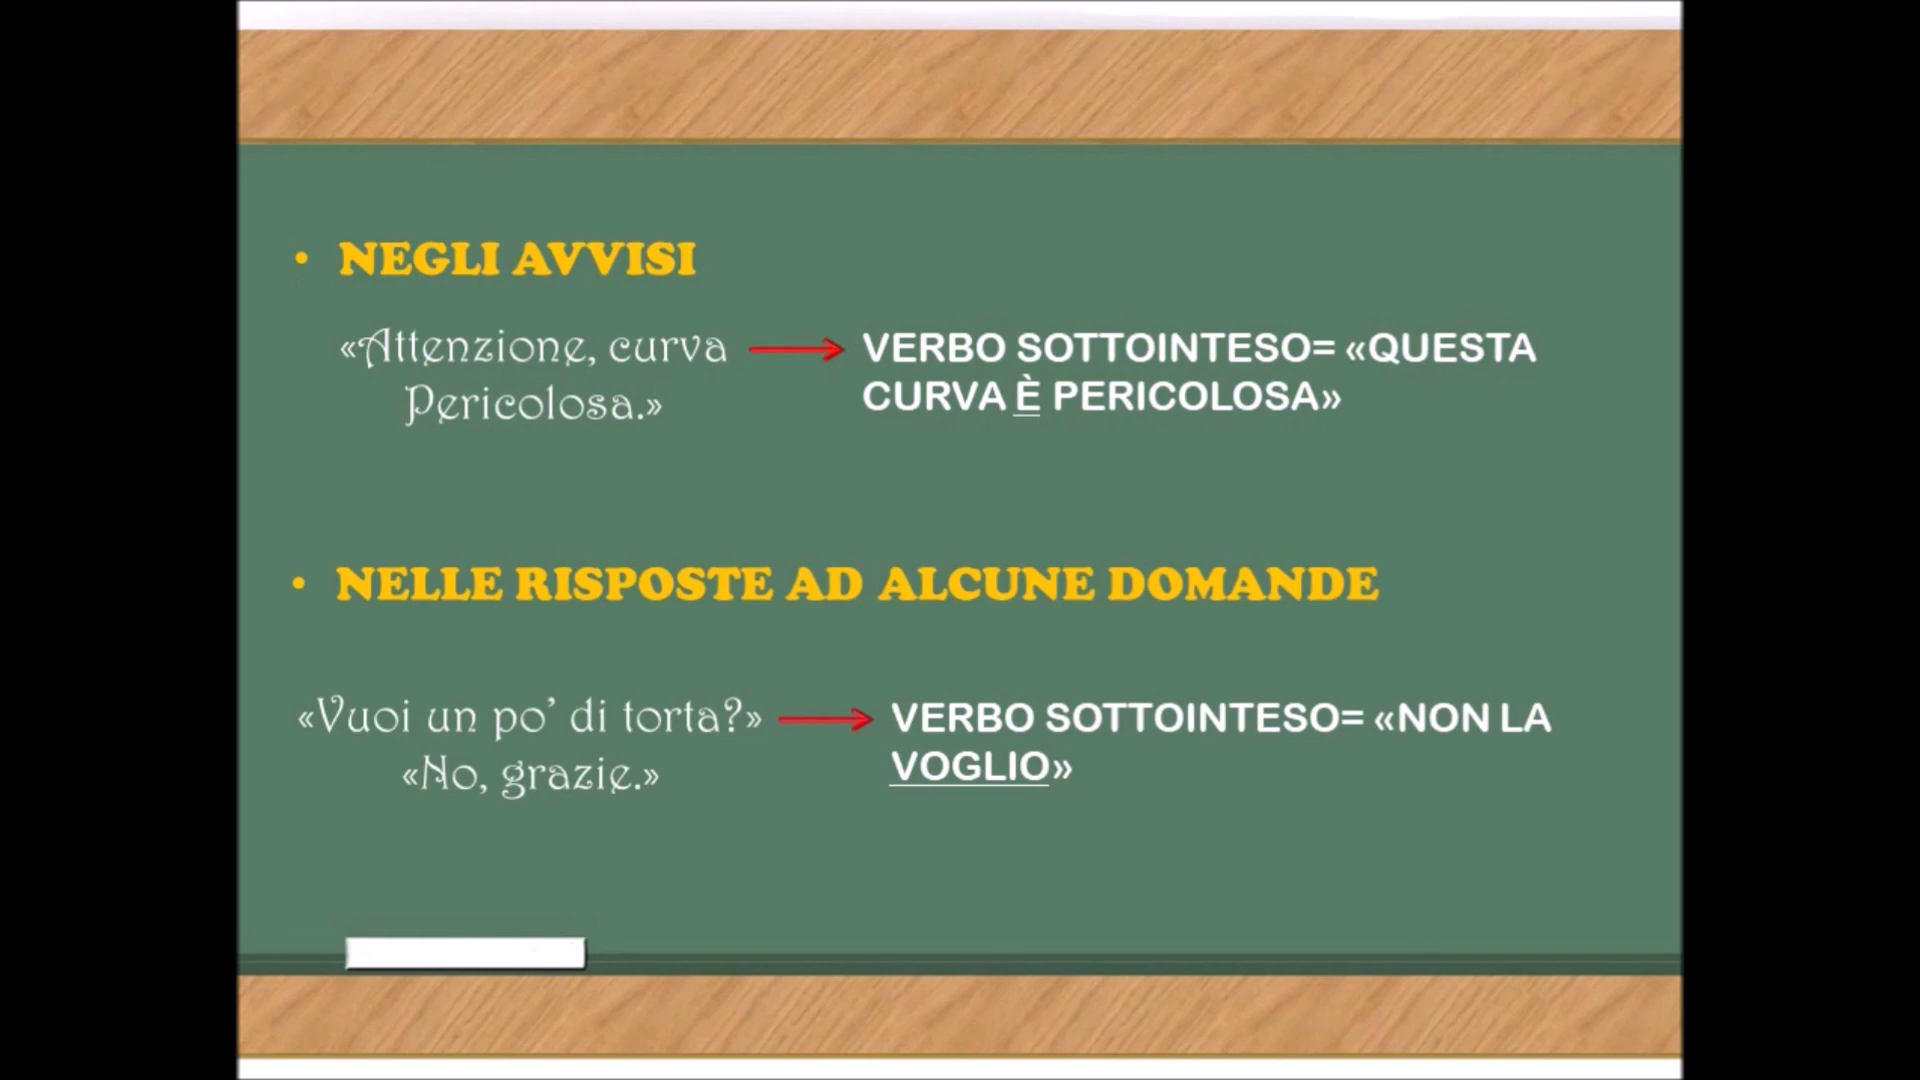 • NEGLI AVVISI
«Attenzione, curva
Pericolosa.»
VERBO SOTTOINTESO= «QUESTA
CURVA È PERICOLOSA»
• NELLE RISPOSTE AD ALCUNE DOMANDE
«Vuoi un po’ di torta?»
«No, grazie.»
VERBO SOTTOINTESO= «NON LA
VOGLIO»